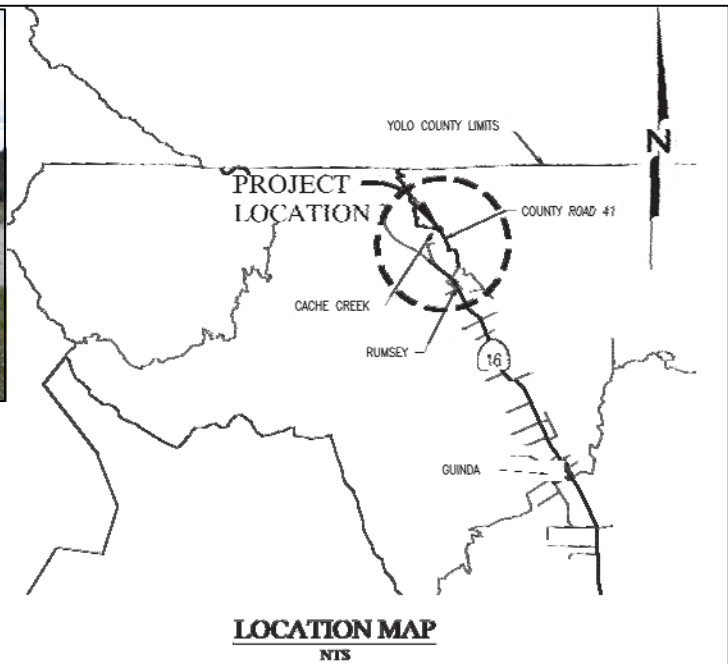 YOLO COUNTY LIMITS
N
PROJECT
LOCATION
COUNTY ROAD 41
CACHE CREEK
RUMSEY
16
GUINDA
LOCATION MAP
NTS